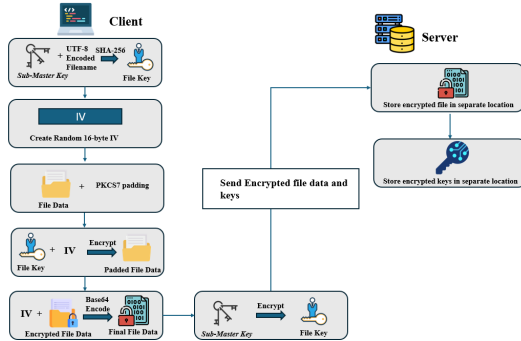 Client
Server
UTF-8
Encoded
Filename
+
SHA-256
Sub-Master Key
File Key
IV
Create Random 16-byte IV
+ PKCS7 padding
File Data
+ IV
Encrypt
File Key
Padded File Data
IV +
Base64
Encode
Encrypted File Data
Final File Data
Encrypt
Sub-Master Key
File Key
Send Encrypted file data and
keys
Store encrypted file in separate location
Store encrypted keys in separate location